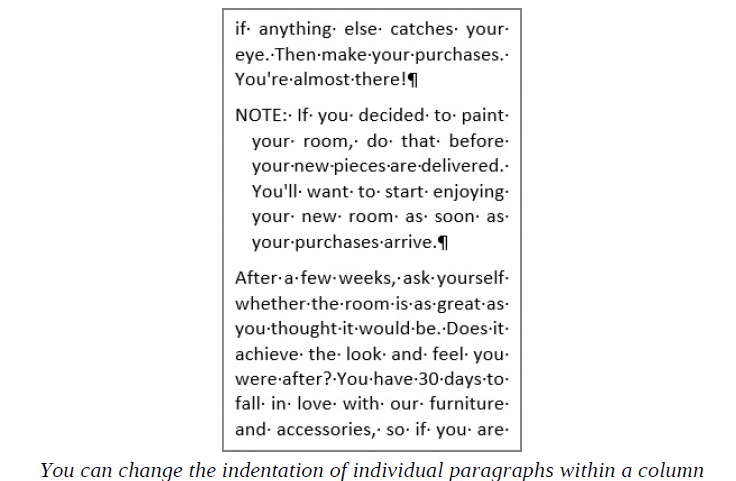 if anything else catches your
eye. Then make your purchases.
You're almost there!¶
NOTE: If you decided to paint
your room, do that before
your new pieces are delivered.
You'll want to start enjoying
your new room as soon as
your purchases arrive.¶
After a few weeks, ask yourself
whether the room is as great as
you thought it would be. Does it
achieve the look and feel you
were after? You have 30 days to
fall in love with our furniture
and accessories, so if you are
You can change the indentation of individual paragraphs within a column